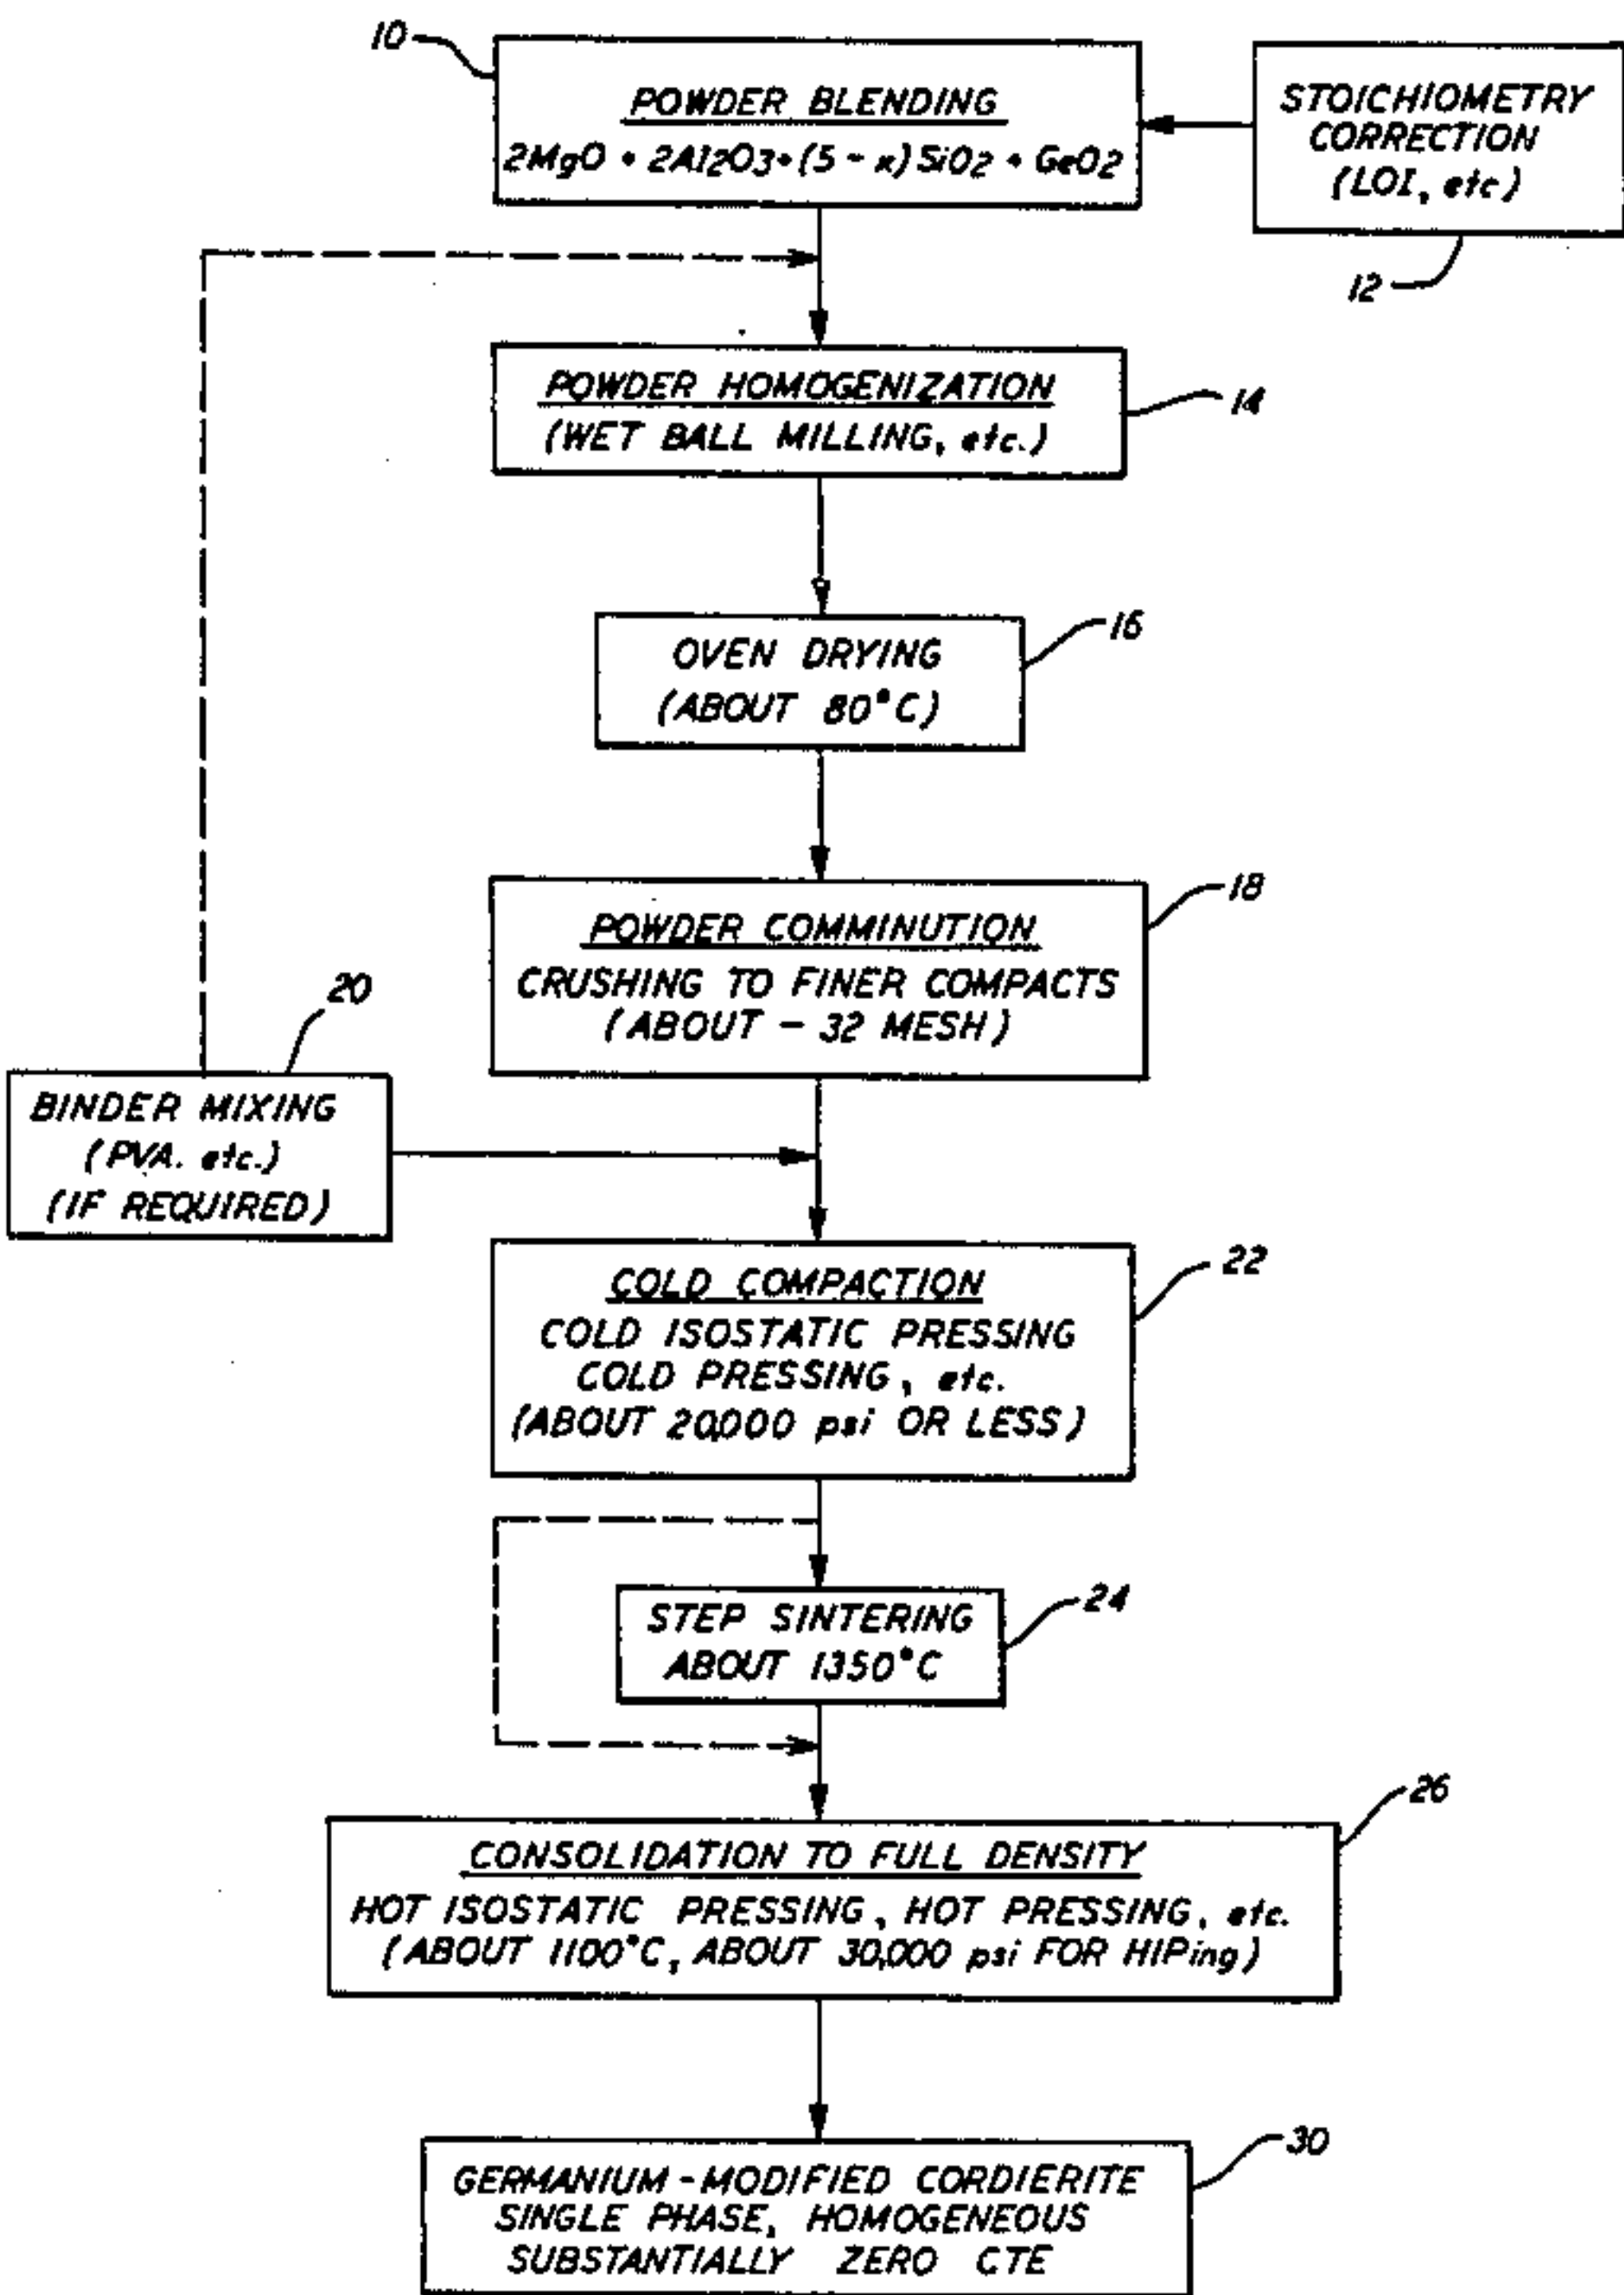 10
POWDER BLENDING
2MgO • 2Al2O3 • (5 - x) SiO2 • GeO2
STOICHIOMETRY
CORRECTION
(LOI, etc)
12
POWDER HOMOGENIZATION
(WET BALL MILLING, etc.)
14
OVEN DRYING
(ABOUT 80°C)
16
POWDER COMMINUTION
CRUSHING TO FINER COMPACTS
(ABOUT - 32 MESH)
18
20
BINDER MIXING
(PVA. etc.)
(IF REQUIRED)
COLD COMPACTION
COLD ISOSTATIC PRESSING
COLD PRESSING, etc.
(ABOUT 20,000 psi OR LESS)
22
STEP SINTERING
ABOUT 1350°C
24
CONSOLIDATION TO FULL DENSITY
HOT ISOSTATIC PRESSING, HOT PRESSING, etc.
(ABOUT 1100°C, ABOUT 30,000 psi FOR HIPing)
26
GERMANIUM-MODIFIED CORDIERITE
SINGLE PHASE, HOMOGENEOUS
SUBSTANTIALLY ZERO CTE
30